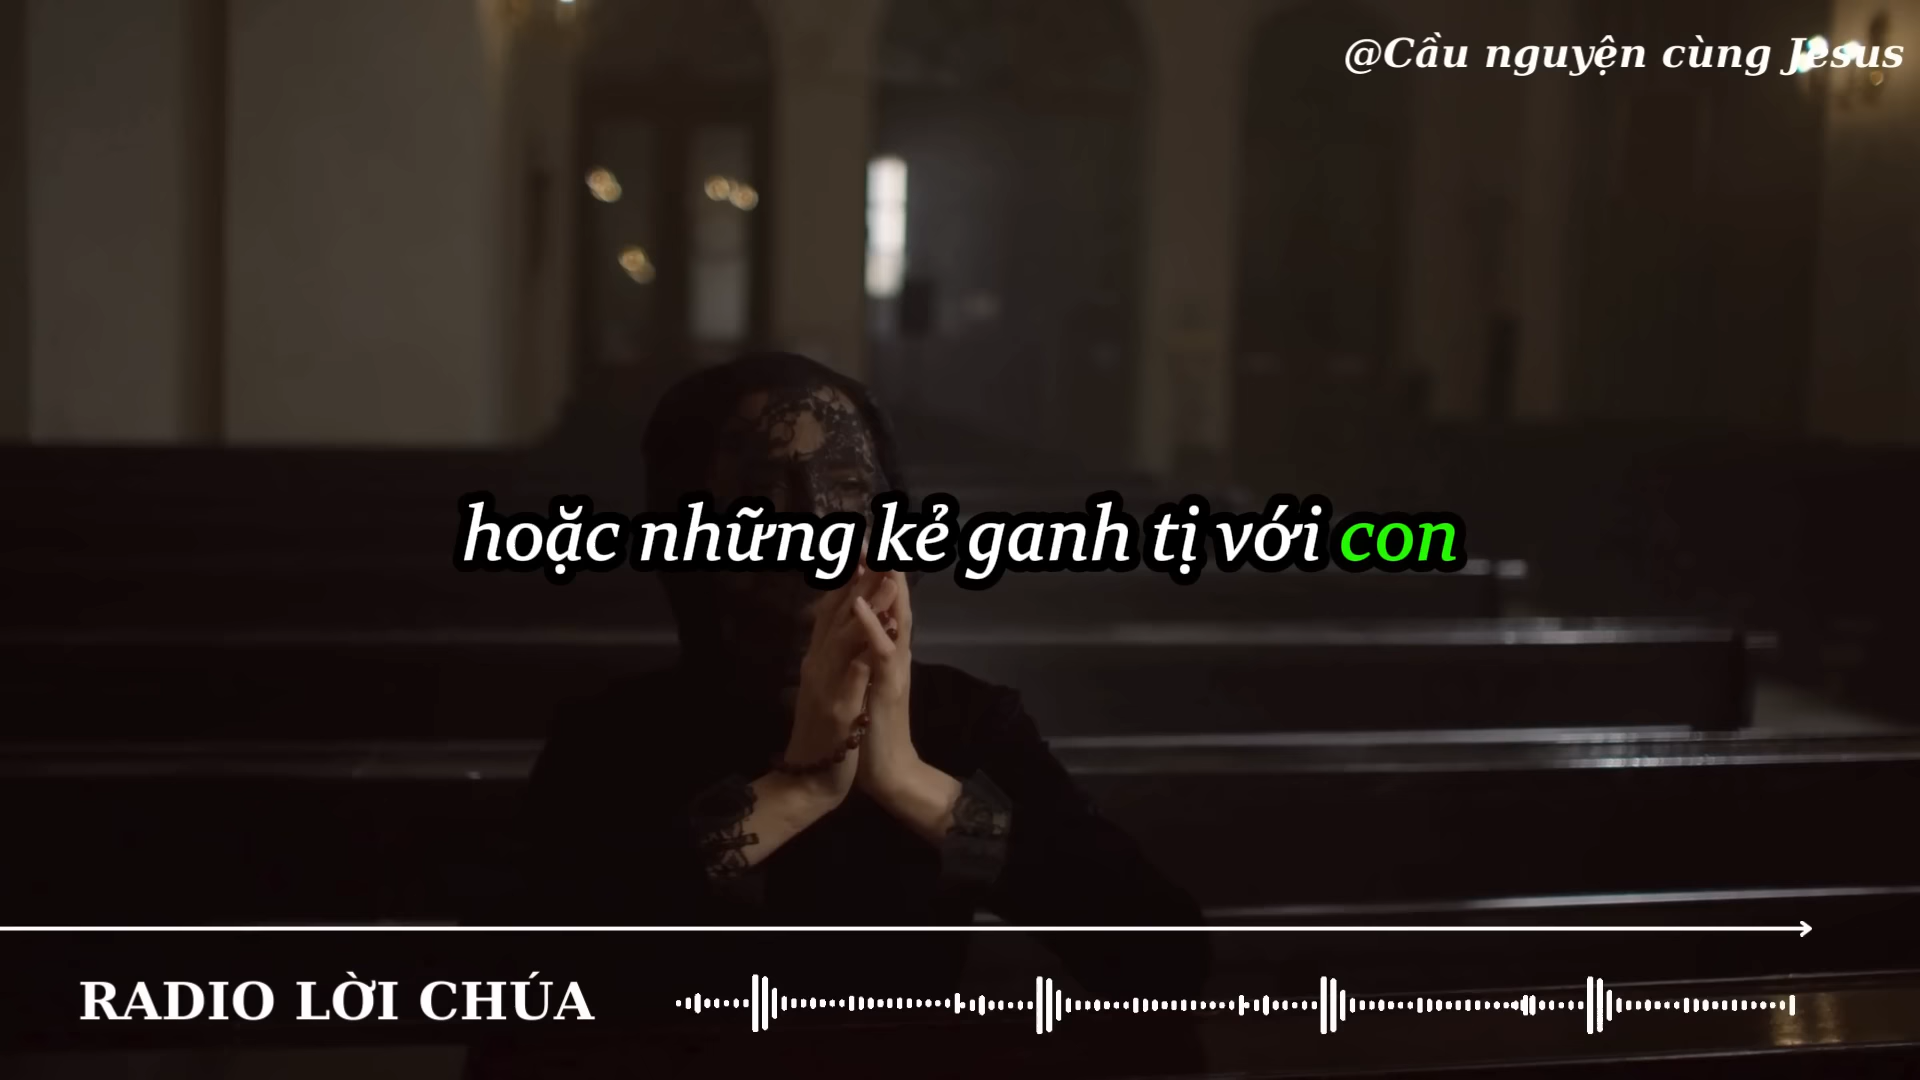 @Cầu nguyện cùng Jesus
hoặc những kẻ ganh tị với con
RADIO LỜI CHÚA